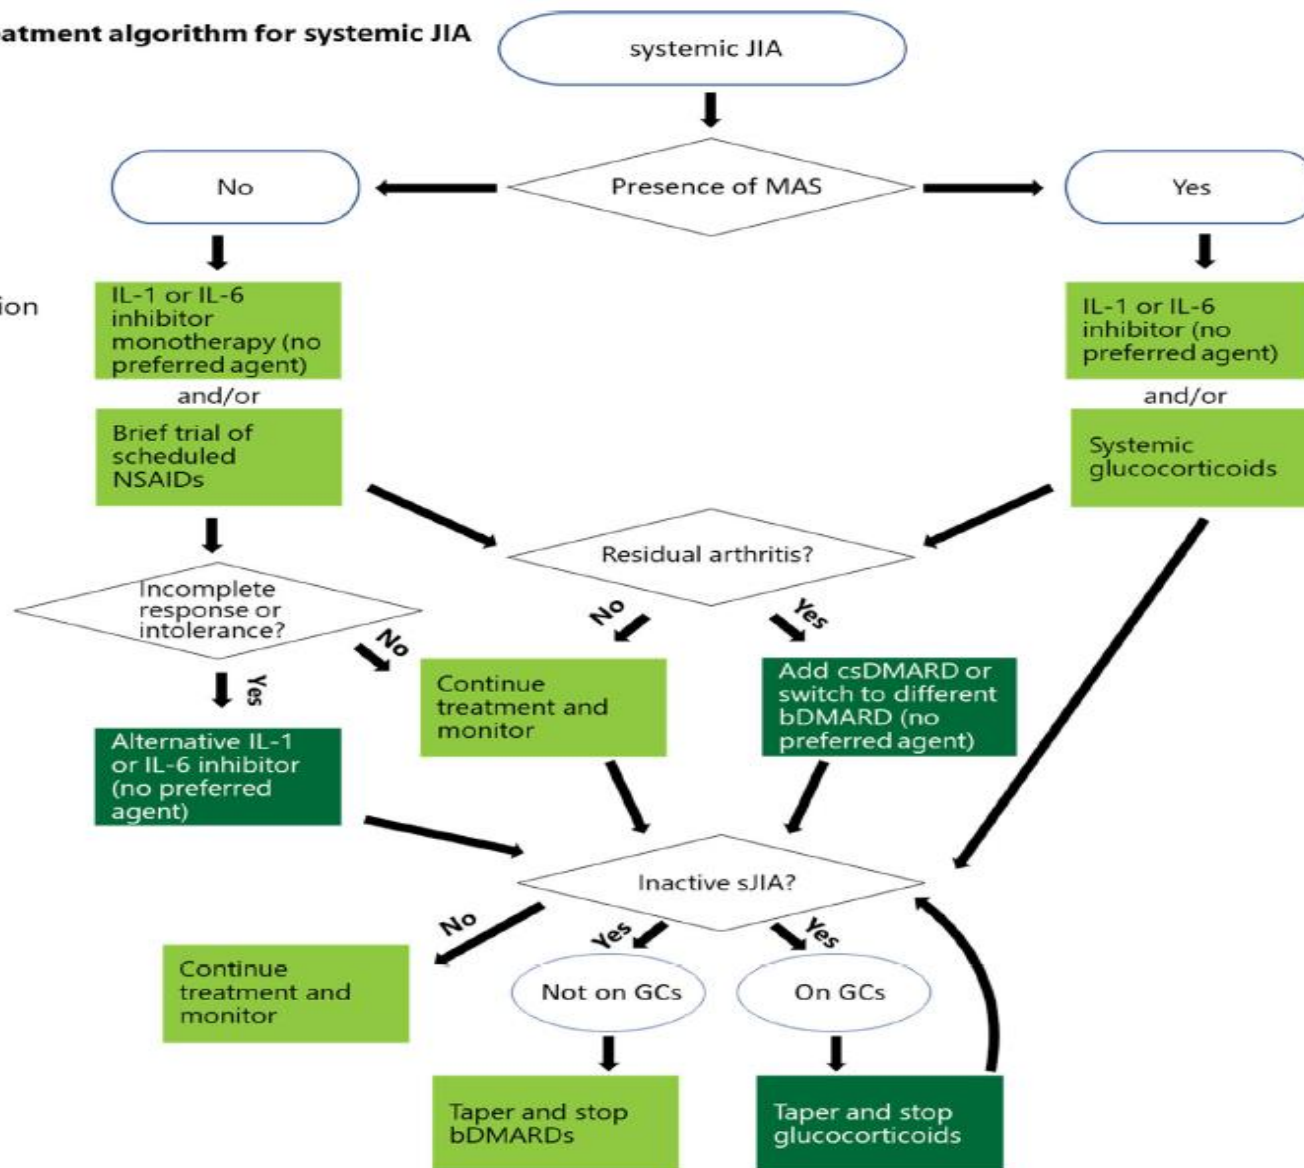 atment algorithm for systemic JIA
systemic JIA
No
Presence of MAS
Yes
ion
IL-1 or IL-6
inhibitor
monotherapy (no
preferred agent)
and/or
Brief trial of
scheduled
NSAIDs
IL-1 or IL-6
inhibitor (no
preferred agent)
and/or
Systemic
glucocorticoids
Residual arthritis?
No
Yes
Incomplete
response or
intolerance?
No
Yes
Continue
treatment and
monitor
Add csDMARD or
switch to different
bDMARD (no
preferred agent)
Alternative IL-1
or IL-6 inhibitor
(no preferred
agent)
Inactive sJIA?
No
Yes
Yes
Continue
treatment and
monitor
Not on GCs
On GCs
Taper and stop
bDMARDs
Taper and stop
glucocorticoids